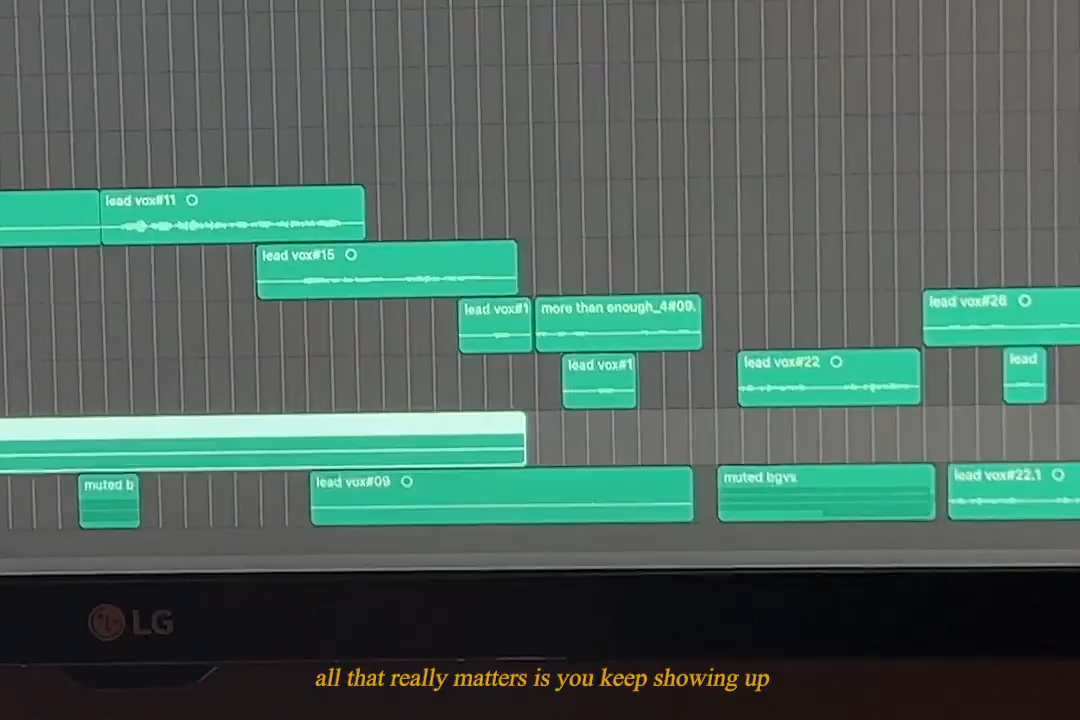 lead vox#11
lead vox#15
lead vox#1
more than enough_4#09.
lead vox#26
lead vox#1
lead vox#22
lead
muted b
lead vox#09
muted bgvs
lead vox#22.1
LG
all that really matters is you keep showing up